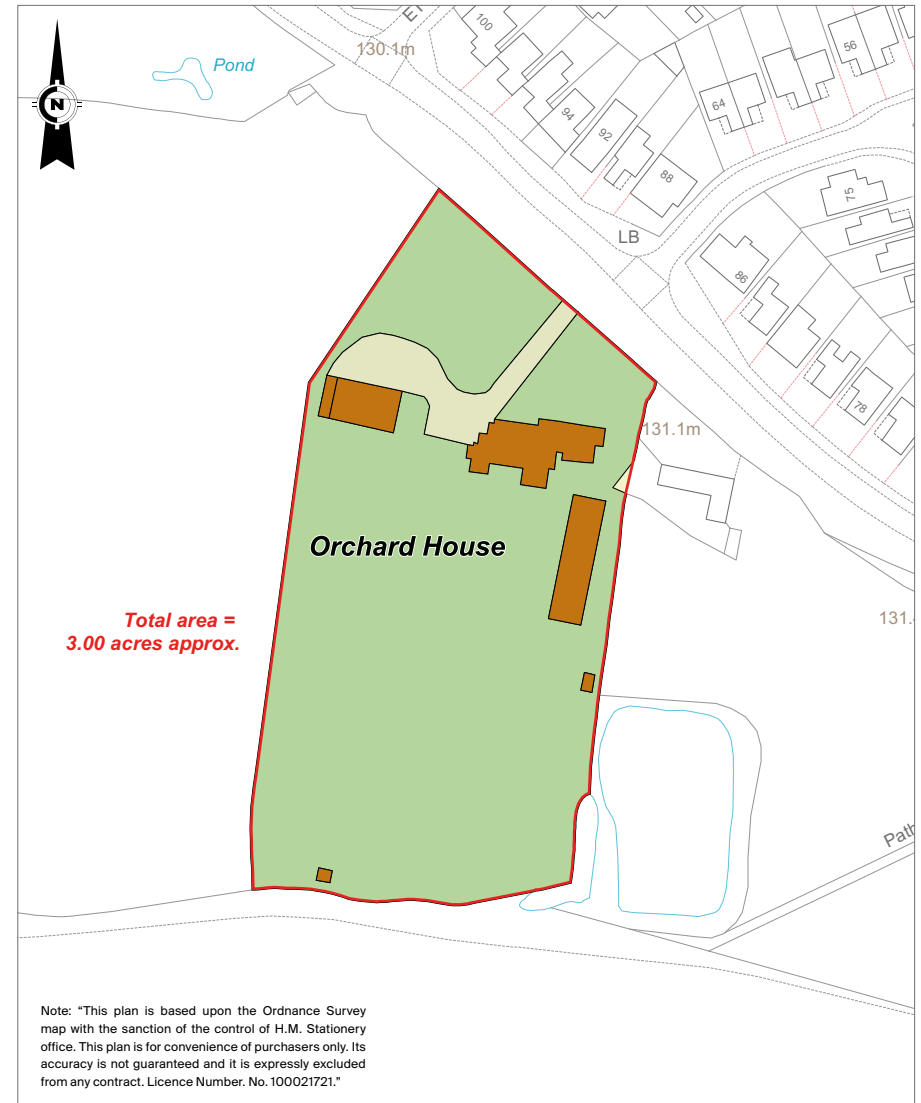 100
130.1m
Pond
56
64
N
94
92
88
75
LB
86
78
131.1m
Orchard House
Total area =
3.00 acres approx.
Path
Note: “This plan is based upon the Ordnance Survey
map with the sanction of the control of H.M. Stationery
office. This plan is for convenience of purchasers only. Its
accuracy is not guaranteed and it is expressly excluded
from any contract. Licence Number. No. 100021721.”